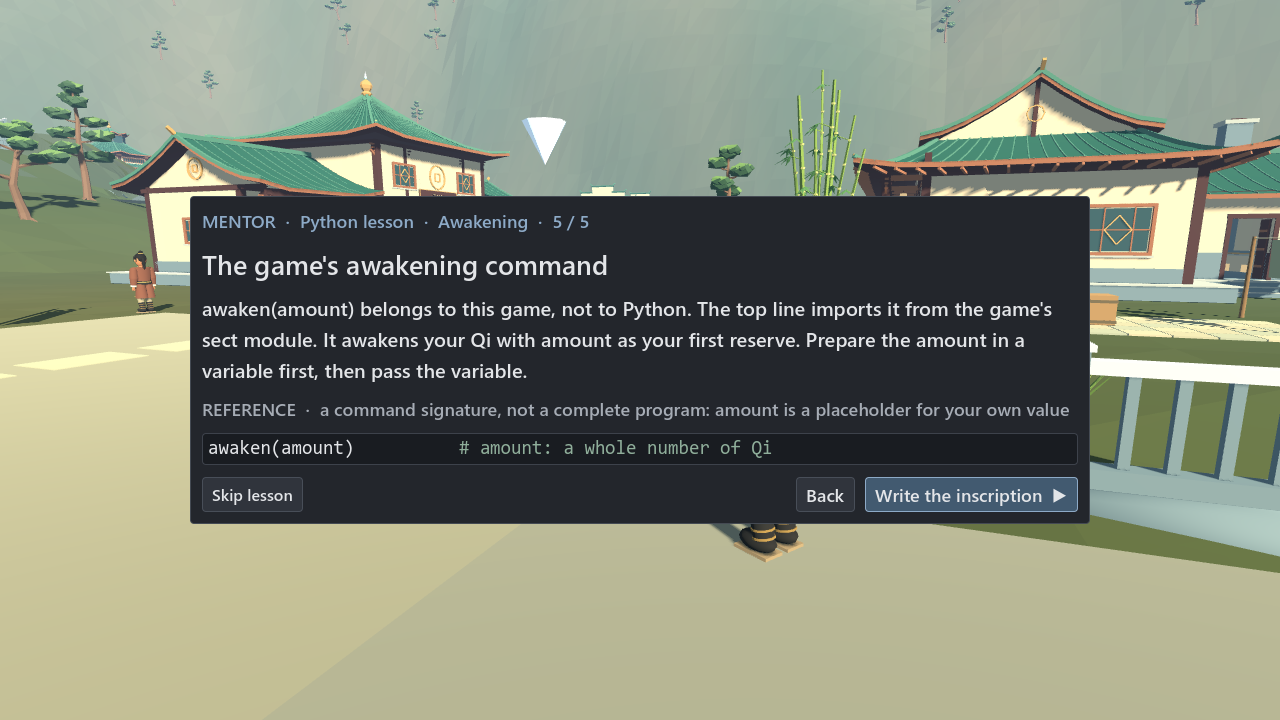 MENTOR · Python lesson · Awakening · 5 / 5
The game's awakening command
awaken(amount) belongs to this game, not to Python. The top line imports it from the game's
sect module. It awakens your Qi with amount as your first reserve. Prepare the amount in a
variable first, then pass the variable.
REFERENCE · a command signature, not a complete program: amount is a placeholder for your own value
awaken(amount) # amount: a whole number of Qi
Skip lesson
Back
Write the inscription ▶